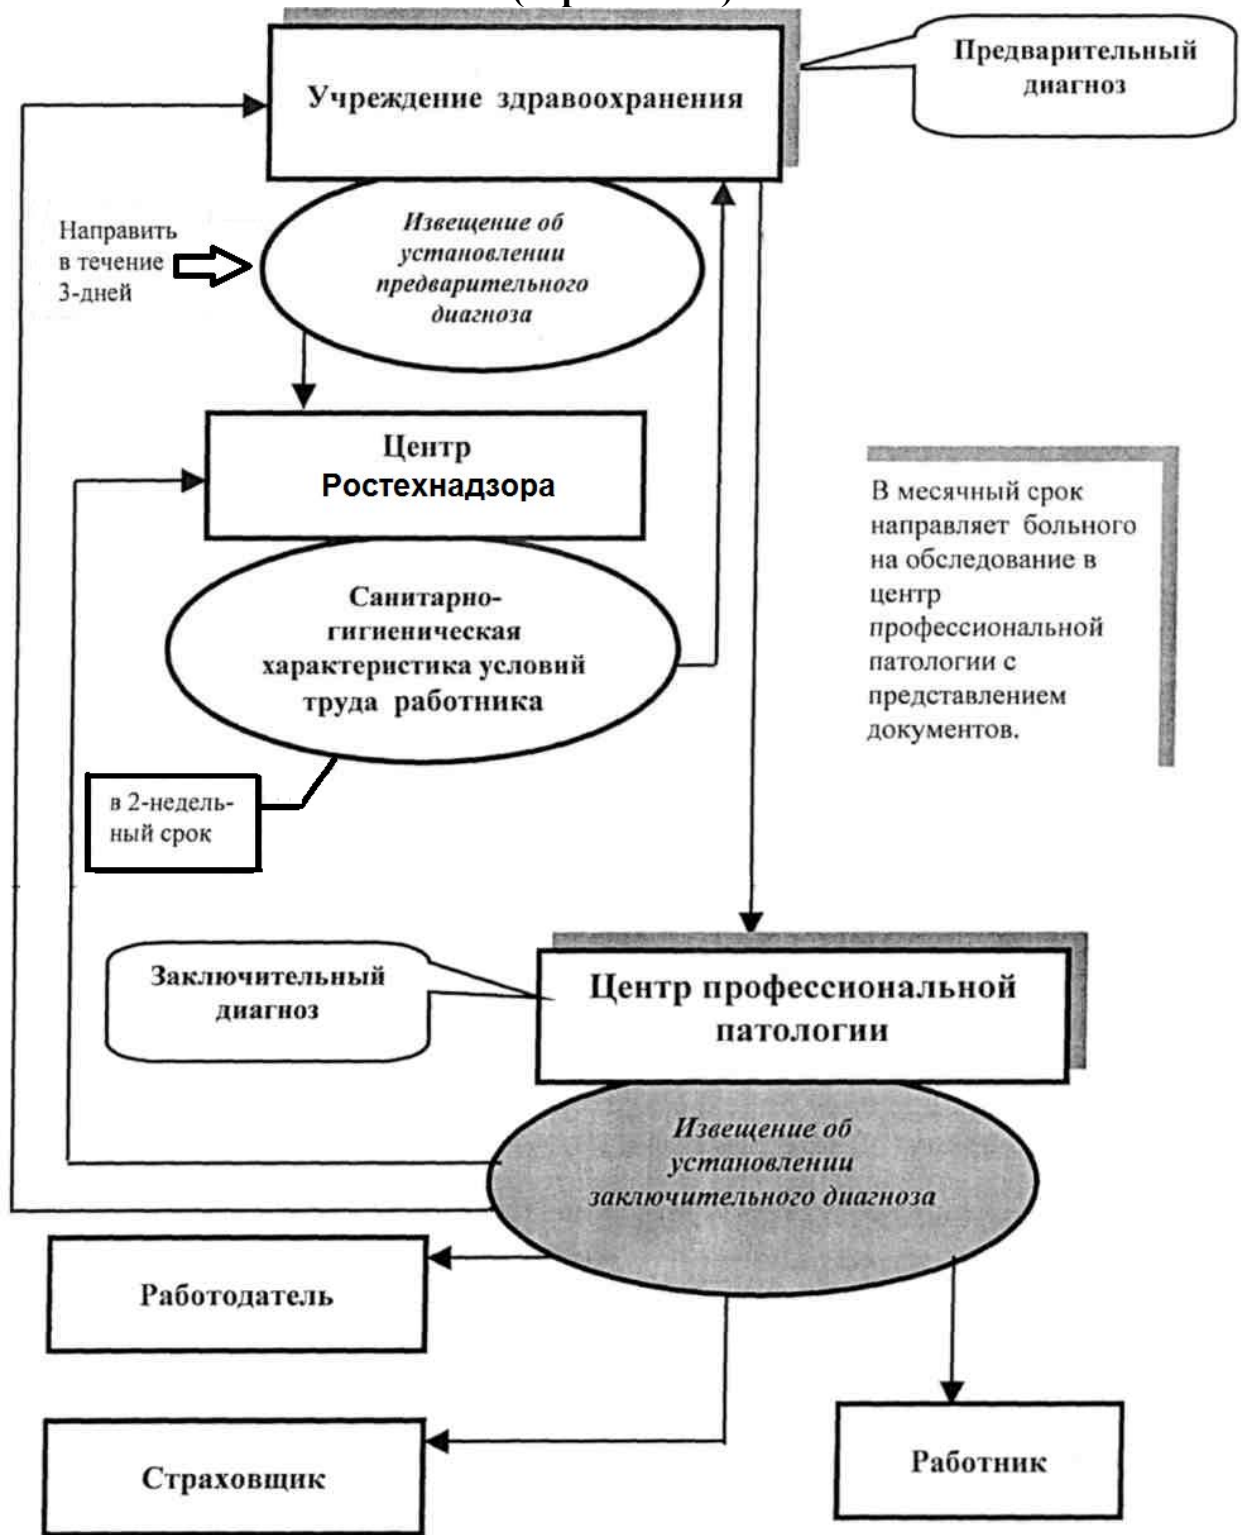 Учреждение здравоохранения
Предварительный
диагноз
Извещение об
установлении
предварительного
диагноза
Направить
в течение
3-дней
Центр
Ростехнадзора
В месячный срок
направляет больного
на обследование в
центр
профессиональной
патологии с
представлением
документов.
Санитарно-
гигиеническая
характеристика условий
труда работника
в 2-недель-
ный срок
Заключительный
диагноз
Центр профессиональной
патологии
Извещение об
установлении
заключительного диагноза
Работодатель
Страховщик
Работник